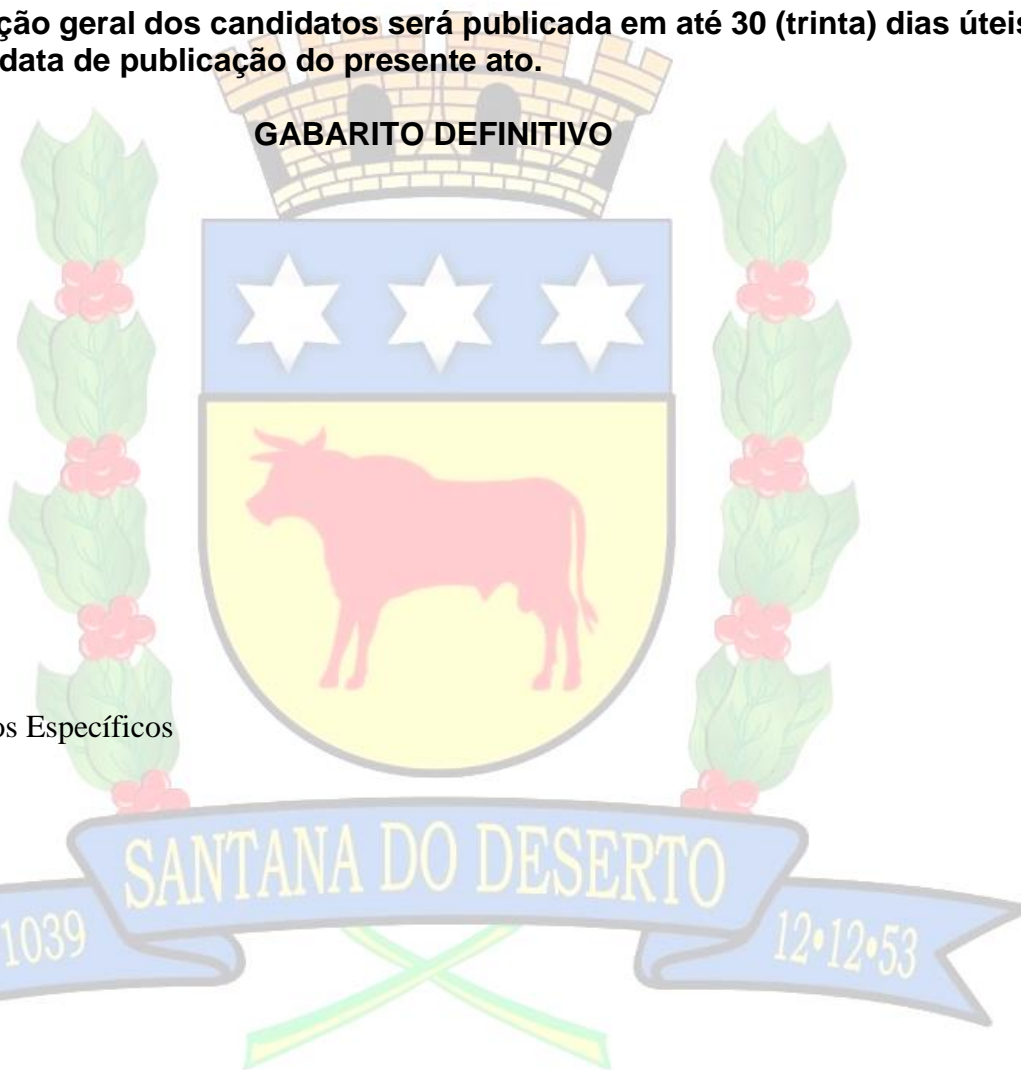 ção geral dos candidatos será publicada em até 30 (trinta) dias úteis
data de publicação do presente ato.
GABARITO DEFINITIVO
os Específicos
SANTANA DO DESERTO
1039
12•12•53